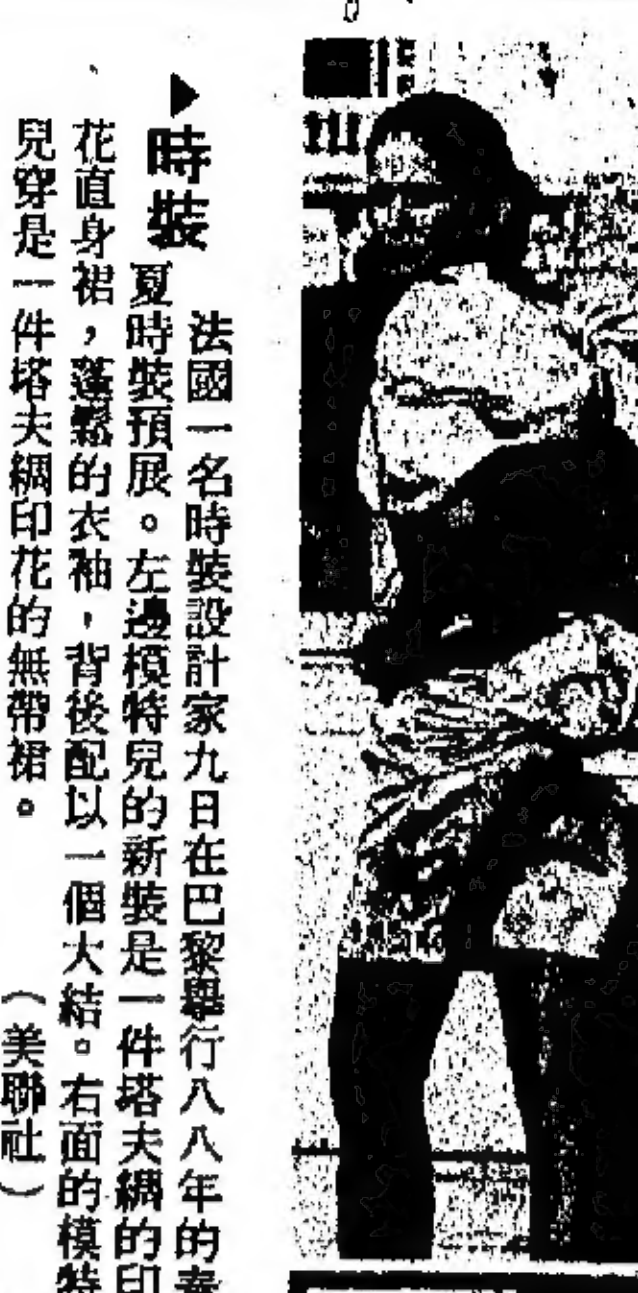 時裝
法國一名時裝設計家九日在巴黎舉行八八年的春
夏時裝預展。左邊模特兒的新裝是一件塔夫綢的印
花直身裙，蓬鬆的衣袖，背後配以一個大結。右面的模特
兒穿是一件塔夫綢印花的無帶裙。
（美聯社）